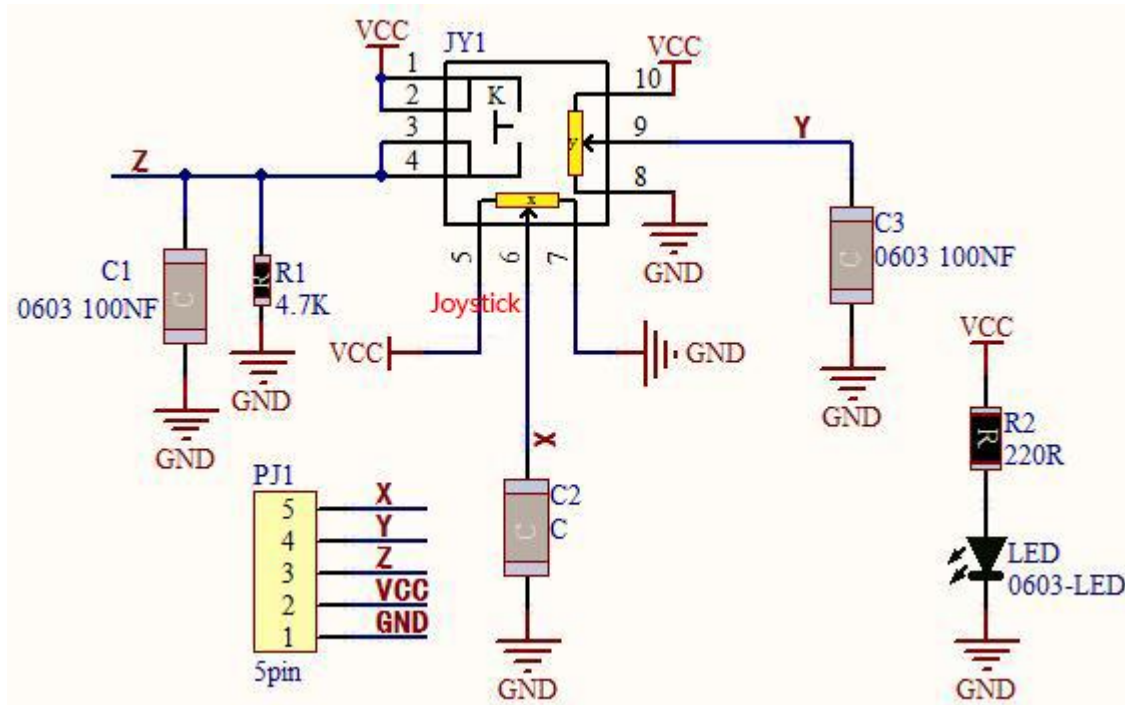 VCC
JY1
VCC
1
2
3
4
K
10
9
8
y
Y
Z
x
5
6
7
GND
C3
0603 100NF
C
GND
C1
0603 100NF
C
GND
R
R1
4.7K
GND
Joystick
VCC
GND
X
C2
C
C
GND
VCC
R
R2
220R
LED
0603-LED
GND
PJ1
5 X
4 Y
3 Z
2 VCC
1 GND
5pin